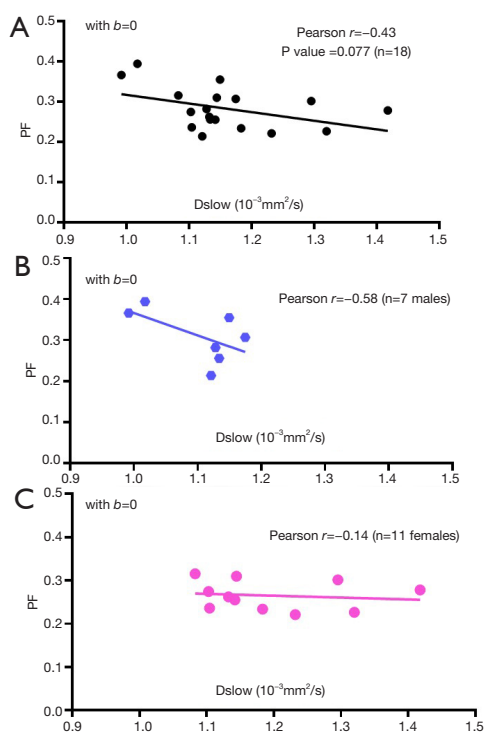 A
with b=0
Pearson r=−0.43
P value =0.077 (n=18)
0.5
0.4
0.3
0.2
0.1
0.0
PF
Dslow (10⁻³mm²/s)
0.9 1.0 1.1 1.2 1.3 1.4 1.5
B
with b=0
Pearson r=−0.58 (n=7 males)
0.5
0.4
0.3
0.2
0.1
0.0
PF
Dslow (10⁻³mm²/s)
0.9 1.0 1.1 1.2 1.3 1.4 1.5
C
with b=0
Pearson r=−0.14 (n=11 females)
0.5
0.4
0.3
0.2
0.1
0.0
PF
Dslow (10⁻³mm²/s)
0.9 1.0 1.1 1.2 1.3 1.4 1.5